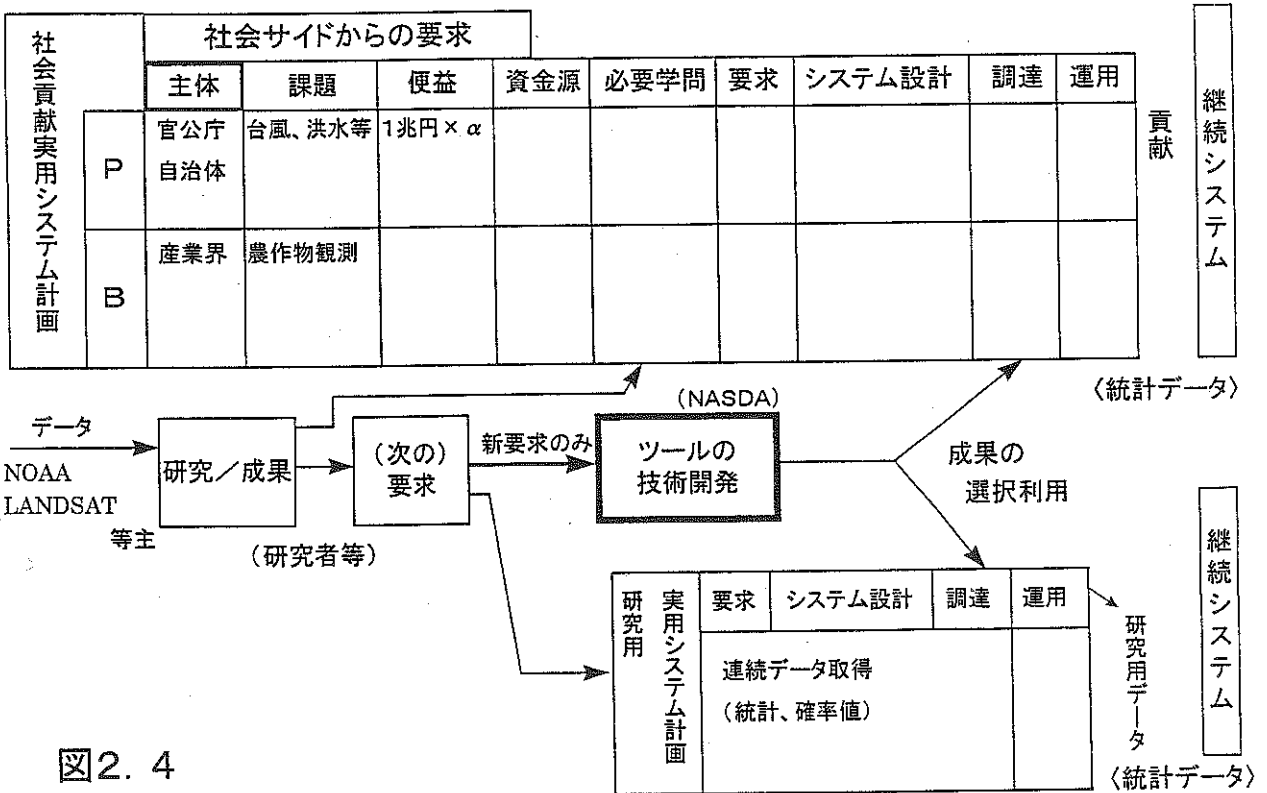 社会貢献実用システム計画
社会サイドからの要求
主体 課題 便益 資金源 必要学問 要求 システム設計 調達 運用
P
官公庁 台風、洪水等 1兆円×α
自治体
B
産業界 農作物観測
貢献
継続システム
〈統計データ〉
データ
NOAA
LANDSAT
等主
研究／成果
(研究者等)
(次の)
要求
新要求のみ
(NASDA)
ツールの
技術開発
成果の
選択利用
研究用
実用システム計画
要求 システム設計 調達 運用
連続データ取得
(統計、確率値)
研究用データ
継続システム
〈統計データ〉
図2. 4